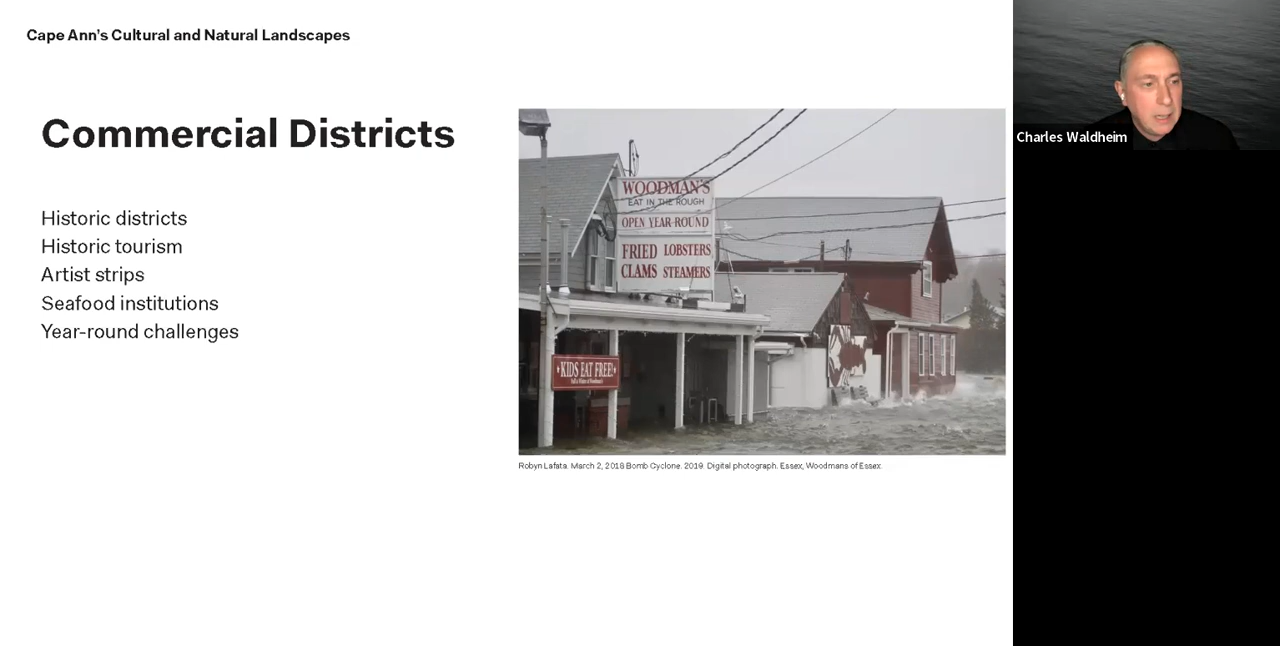 Cape Ann's Cultural and Natural Landscapes
Commercial Districts
Historic districts
Historic tourism
Artist strips
Seafood institutions
Year-round challenges
WOODMAN'S
EAT IN THE ROUGH
OPEN YEAR ROUND
FRIED LOBSTERS
CLAMS STEAMERS
KIDS EAT FREE!
Robyn Lafata. March 2, 2018 Bomb Cyclone. 2019. Digital photograph. Essex, Woodmans of Essex.
Charles Waldheim